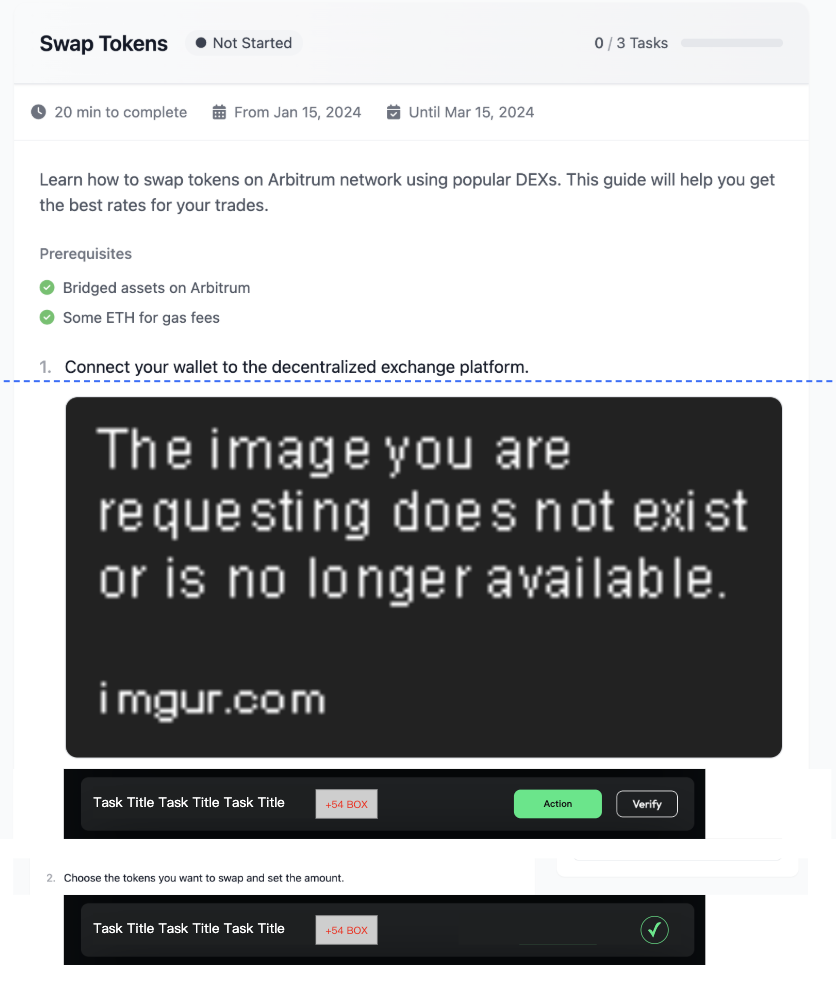 Swap Tokens Not Started 0 / 3 Tasks
20 min to complete From Jan 15, 2024 Until Mar 15, 2024
Learn how to swap tokens on Arbitrum network using popular DEXs. This guide will help you get
the best rates for your trades.
Prerequisites
Bridged assets on Arbitrum
Some ETH for gas fees
1. Connect your wallet to the decentralized exchange platform.
The image you are
requesting does not exist
or is no longer available.
imgur.com
Task Title Task Title Task Title +54 BOX Action Verify
2. Choose the tokens you want to swap and set the amount.
Task Title Task Title Task Title +54 BOX